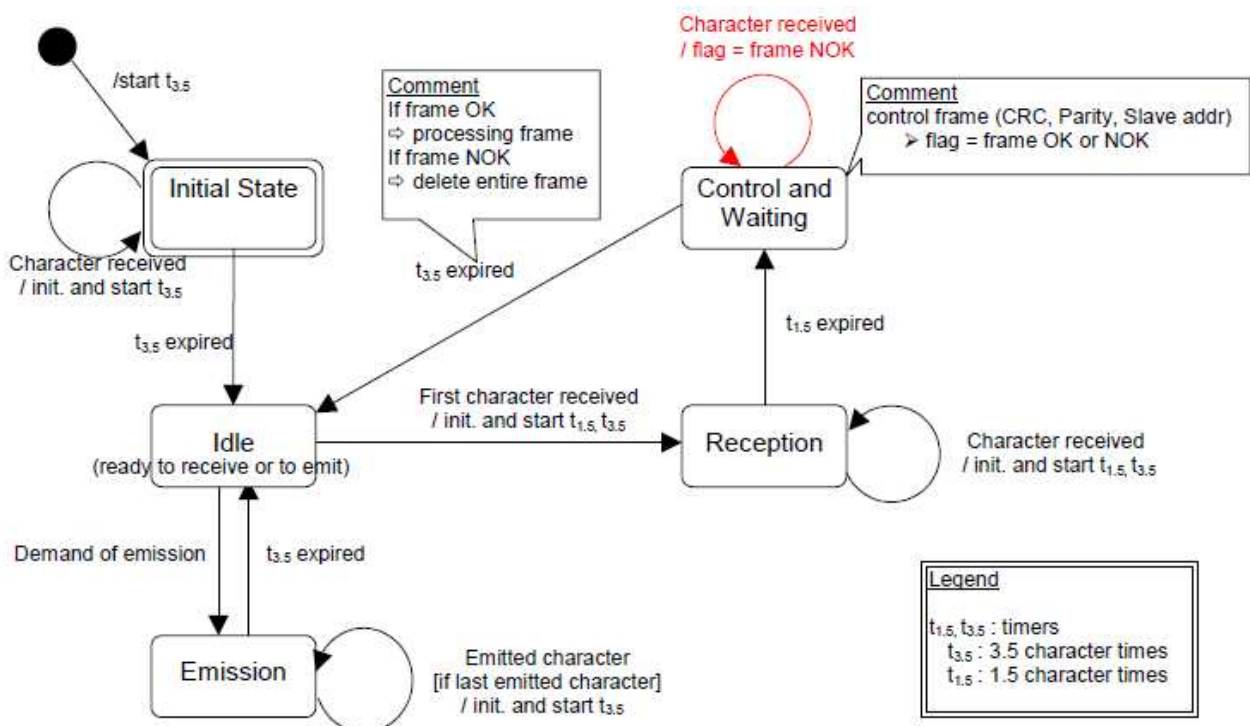 /start t3.5
Character received
/ flag = frame NOK
Comment
If frame OK
⇨ processing frame
If frame NOK
⇨ delete entire frame
Comment
control frame (CRC, Parity, Slave addr)
➢ flag = frame OK or NOK
Initial State
Control and
Waiting
Character received
/ init. and start t3.5
t3.5 expired
t3.5 expired
t1.5 expired
First character received
/ init. and start t1.5, t3.5
Idle
(ready to receive or to emit)
Reception
Character received
/ init. and start t1.5, t3.5
Demand of emission
t3.5 expired
Emission
Emitted character
[if last emitted character]
/ init. and start t3.5
Legend
t1.5, t3.5 : timers
t3.5 : 3.5 character times
t1.5 : 1.5 character times